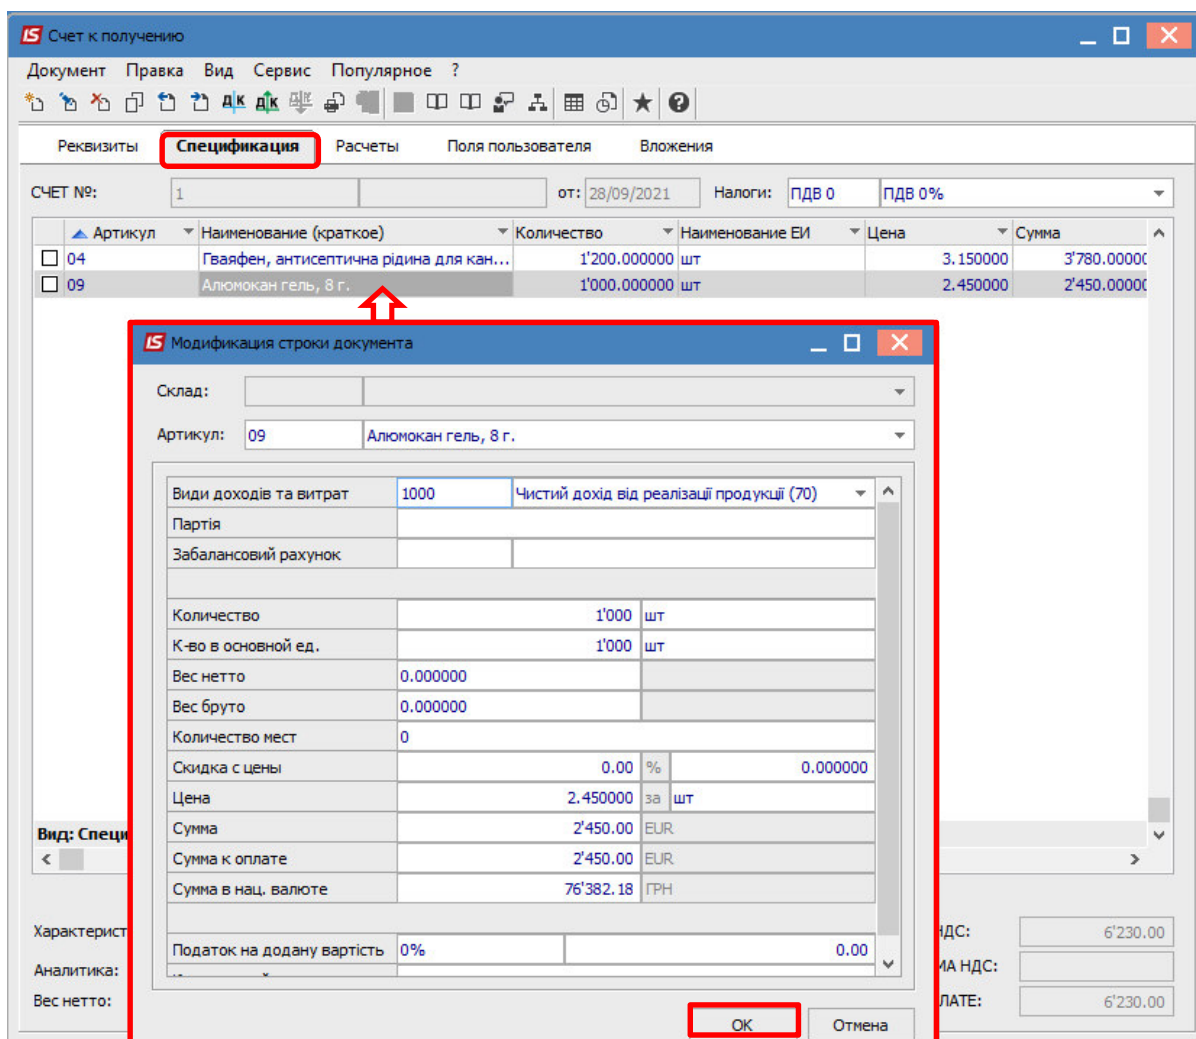 Счет к получению
Документ Правка Вид Сервис Популярное ?
Реквизиты Спецификация Расчеты Поля пользователя Вложения
СЧЕТ №: 1 от: 28/09/2021 Налоги: ПДВ 0 ПДВ 0%
Артикул Наименование (краткое) Количество Наименование ЕИ Цена Сумма
04 Гваяфен, антисептична рідина для кан... 1'200.000000 шт 3.150000 3'780.00000
09 Алюмокан гель, 8 г. 1'000.000000 шт 2.450000 2'450.00000
Модификация строки документа
Склад:
Артикул: 09 Алюмокан гель, 8 г.
Види доходів та витрат 1000 Чистий дохід від реалізації продукції (70)
Партія
Забалансовий рахунок
Количество 1'000 шт
К-во в основной ед. 1'000 шт
Вес нетто 0.000000
Вес бруто 0.000000
Количество мест 0
Скидка с цены 0.00 % 0.000000
Цена 2.450000 за шт
Сумма 2'450.00 EUR
Вид: Специ
Сумма к оплате 2'450.00 EUR
Сумма в нац. валюте 76'382.18 ГРН
Характерист НДС: 6'230.00
Податок на додану вартість 0% 0.00
Аналитика: МА НДС:
Вес нетто: ЛАТЕ: 6'230.00
OK Отмена